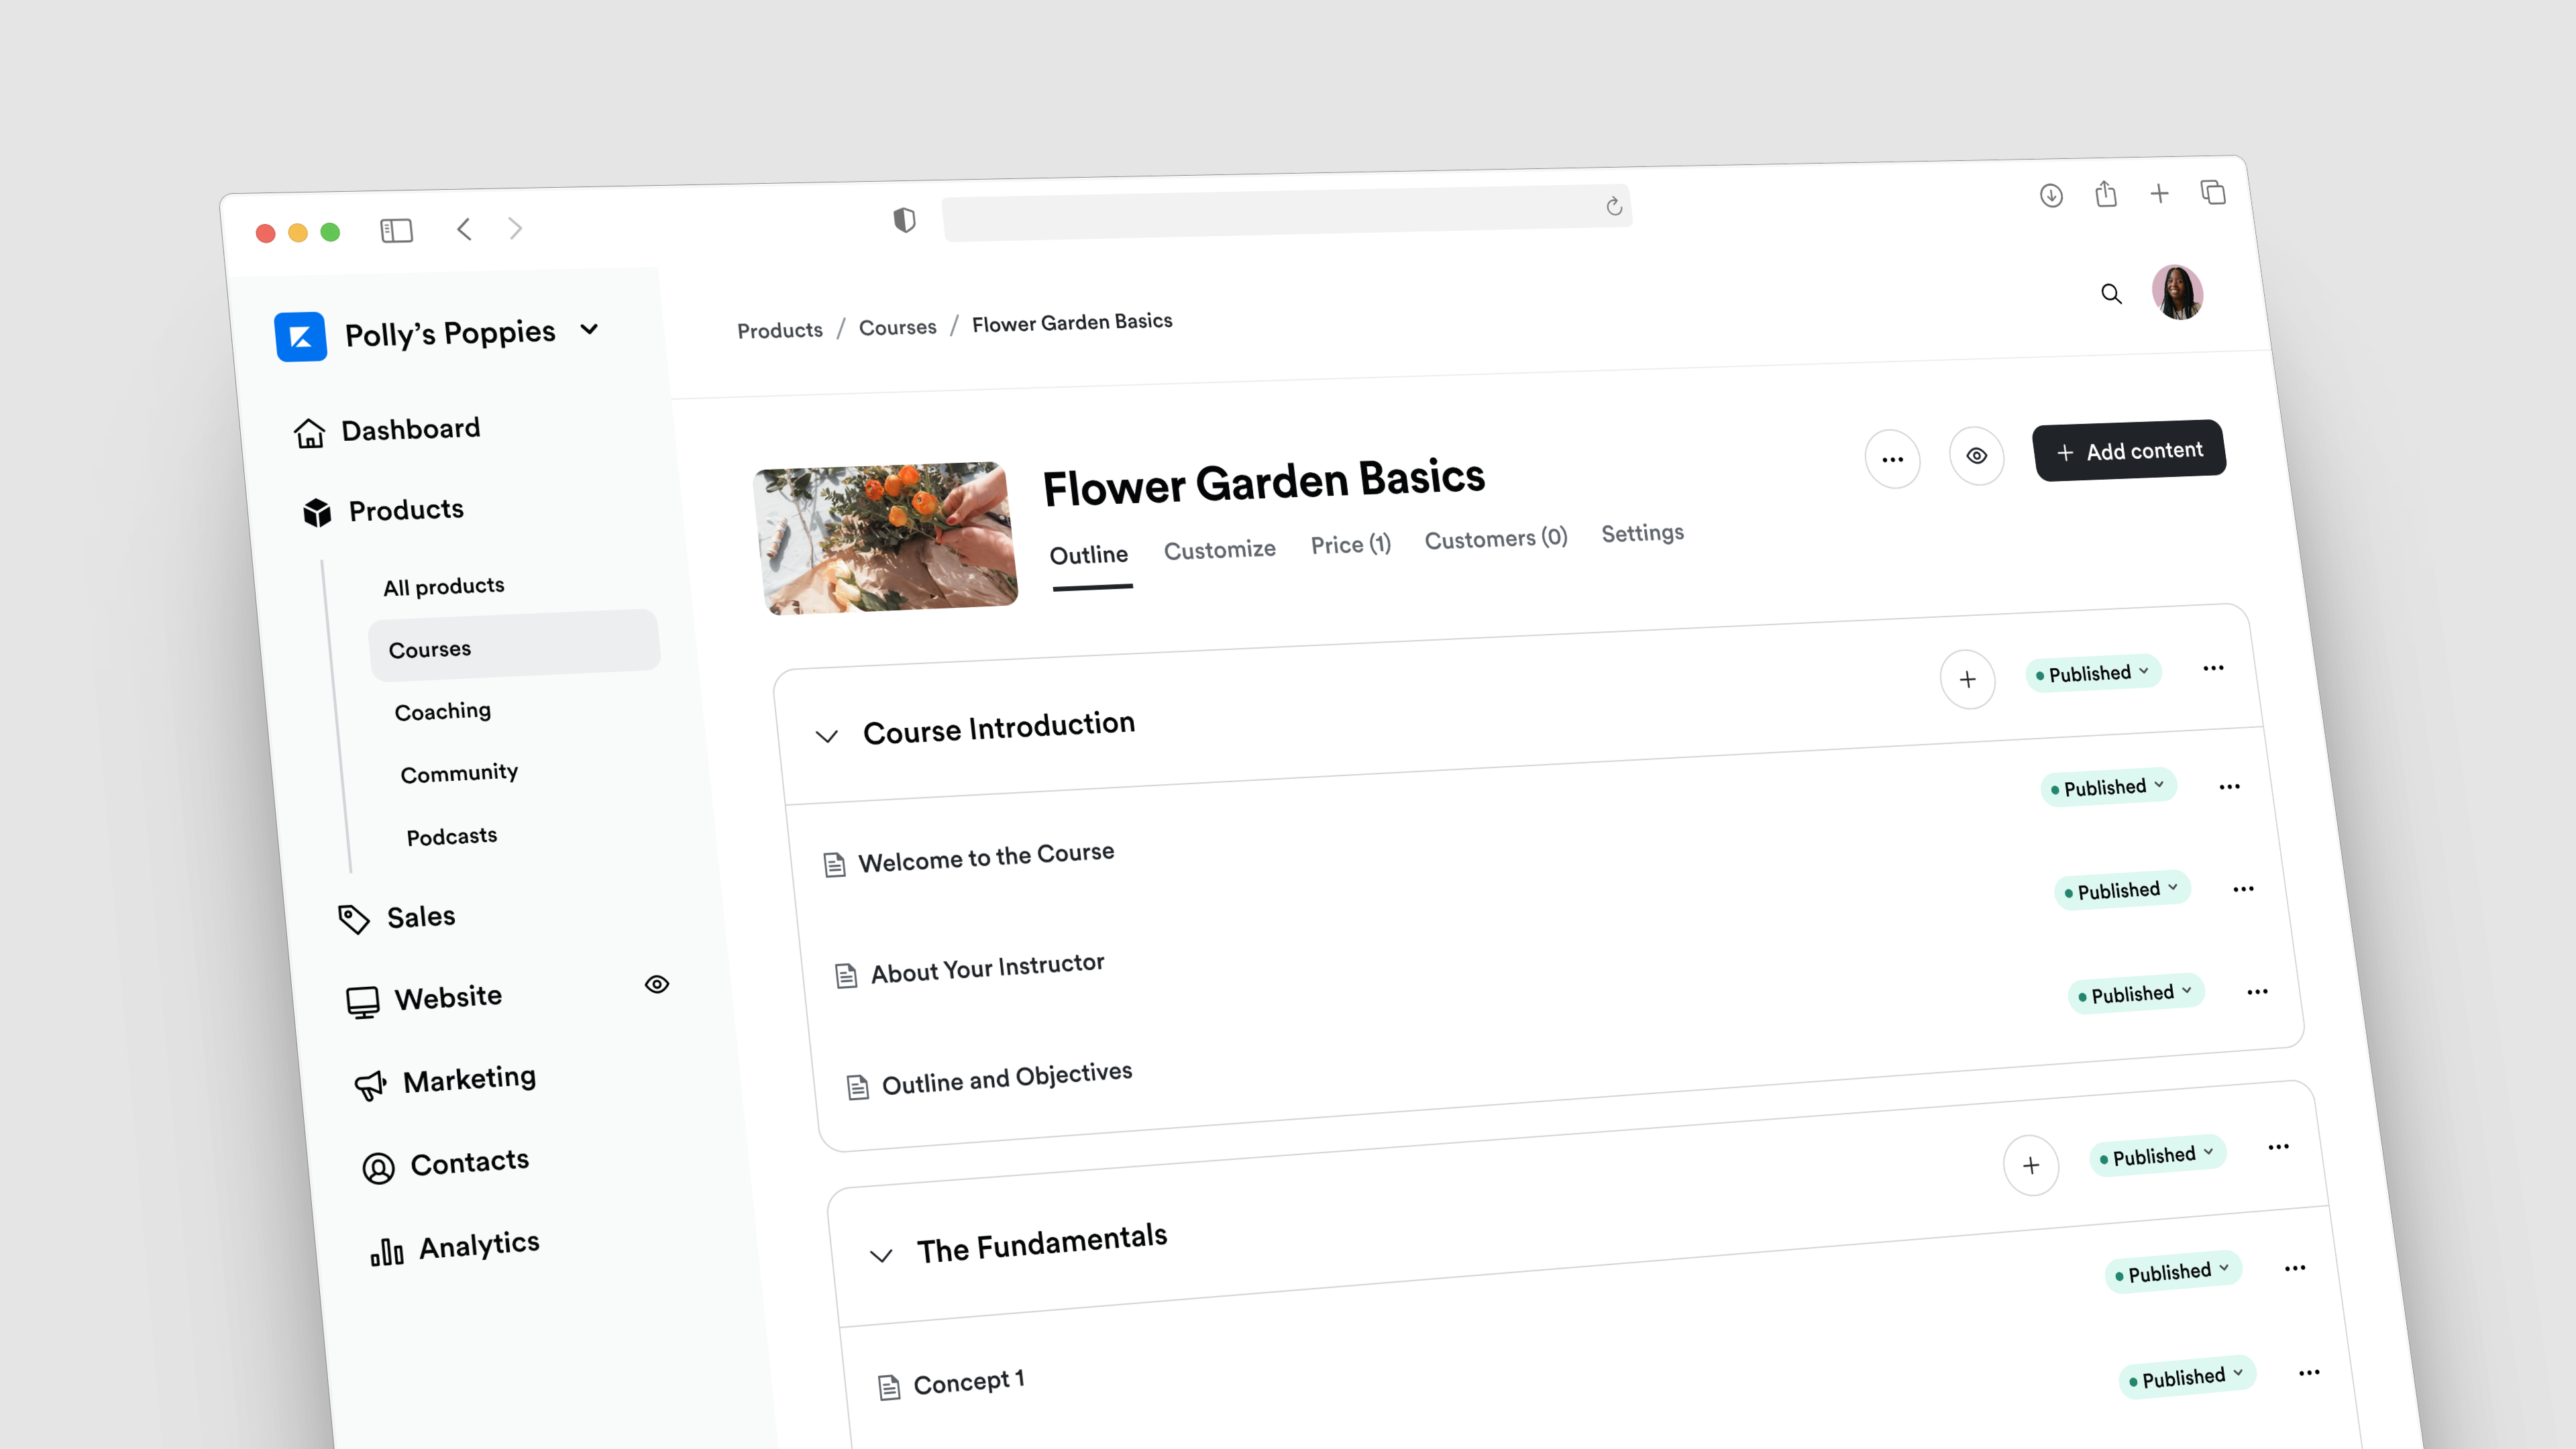 Polly's Poppies
Dashboard
Products
All products
Courses
Coaching
Community
Podcasts
Sales
Website
Marketing
Contacts
Analytics
Products / Courses / Flower Garden Basics
Flower Garden Basics
+ Add content
Outline Customize Price (1) Customers (0) Settings
Course Introduction Published
Welcome to the Course Published
About Your Instructor Published
Outline and Objectives Published
The Fundamentals Published
Concept 1 Published
Published